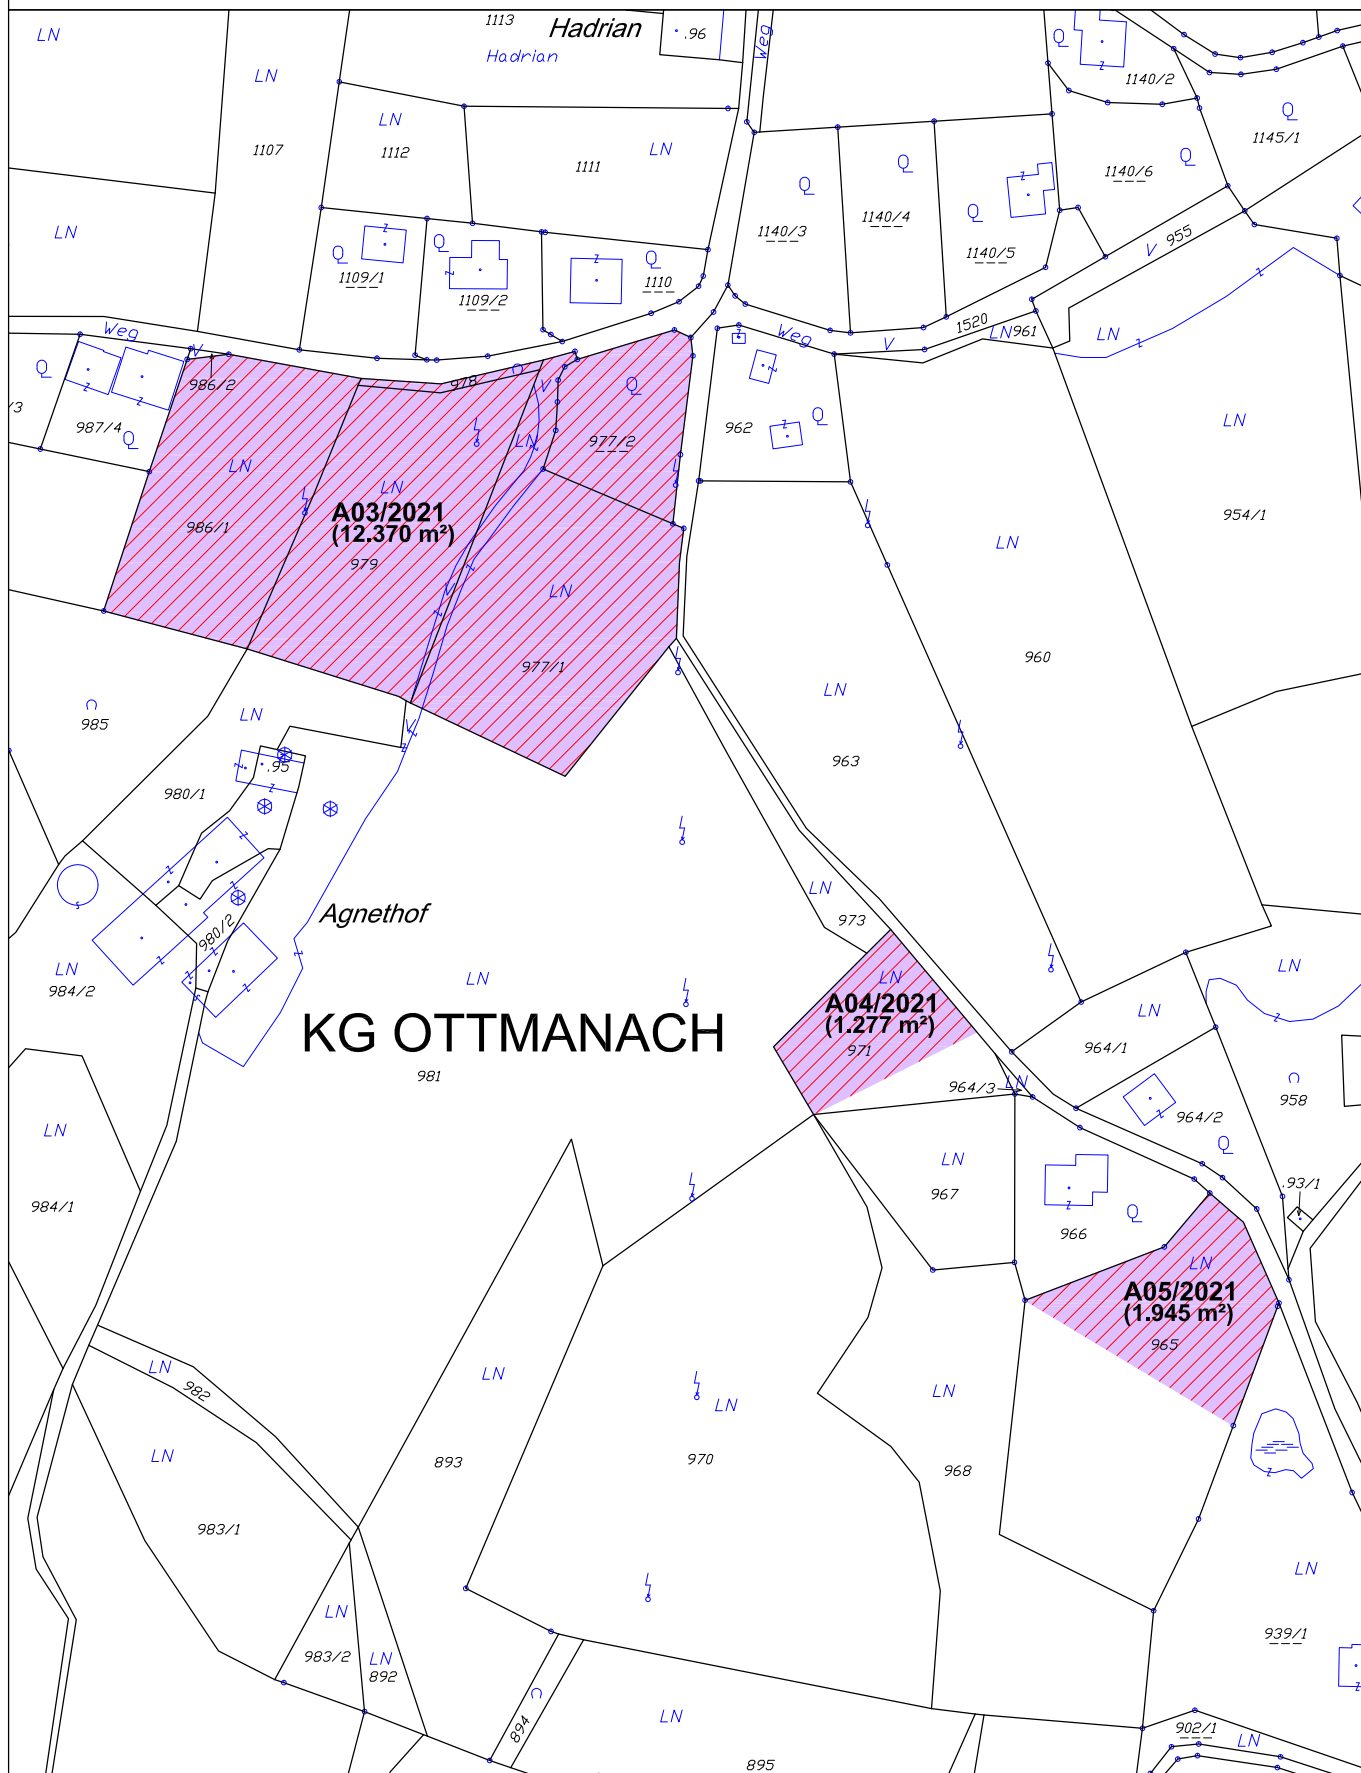 1113
Hadrian
.96
Hadrian
Weg
LN
LN
Q
1140/2
Q
1145/1
LN
1107
1112
1111
LN
Q
Q
Q
1140/6
LN
1140/3
1140/4
Q
1140/5
V 955
Q
1109/1
Q
1109/2
Q
1110
Weg
V
986/2
978
V
Weg
V
1520
LN 961
LN
Q
/3
987/4
Q
Q
977/2
962
Q
LN
LN
LN
LN
A03/2021
(12.370 m²)
986/1
979
954/1
LN
LN
V
977/1
960
LN
963
985
LN
V
.95
980/1
Agnethof
980/2
LN
973
LN
984/2
LN
LN
A04/2021
(1.277 m²)
971
KG OTTMANACH
981
LN
LN
964/1
964/3
LN
964/2
958
Q
LN
984/1
LN
967
.93/1
966
Q
LN
A05/2021
(1.945 m²)
965
LN
982
LN
LN
LN
LN
893
970
968
983/1
LN
LN
983/2
LN
892
939/1
894
LN
895
902/1
LN